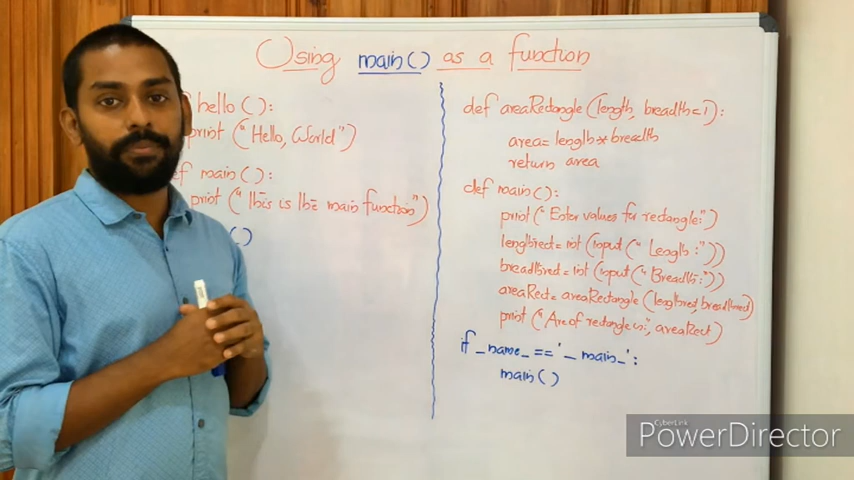 Using main() as a function
hello ():
print ("Hello, World")
ef main ():
print ("This is the main function")
()
def areaRectangle (length, breadth=1):
area= length * breadth
return area
def main():
print ("Enter values for rectangle:")
lengthrect = int (input ("Length :"))
breadthrect = int (input ("Breadth:"))
areaRect = areaRectangle (lengthrect, breadthrect)
print ("Are of rectangle is:", areaRect)
if _name_ == '_main_':
main()
CyberLink
PowerDirector